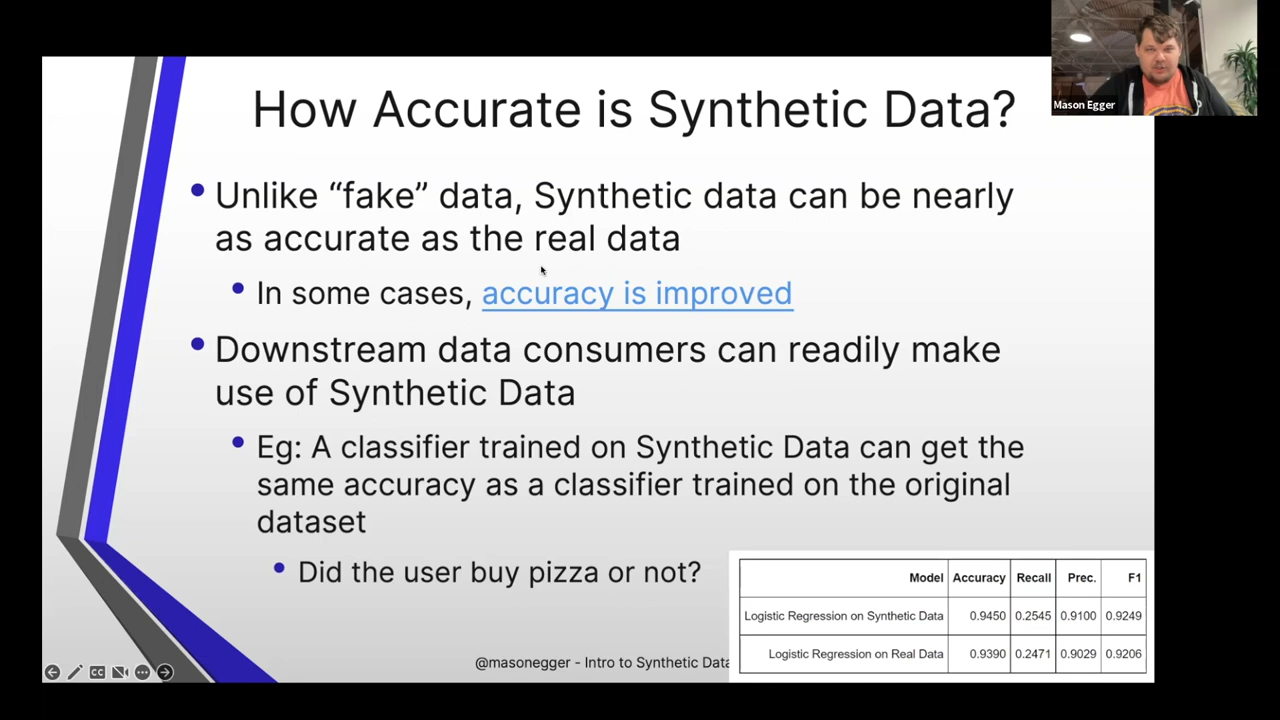 Mason Egger
How Accurate is Synthetic Data?
• Unlike “fake” data, Synthetic data can be nearly
as accurate as the real data
• In some cases, accuracy is improved
• Downstream data consumers can readily make
use of Synthetic Data
• Eg: A classifier trained on Synthetic Data can get the
same accuracy as a classifier trained on the original
dataset
• Did the user buy pizza or not?
Model Accuracy Recall Prec. F1
Logistic Regression on Synthetic Data 0.9450 0.2545 0.9100 0.9249
Logistic Regression on Real Data 0.9390 0.2471 0.9029 0.9206
@masonegger - Intro to Synthetic Data
CC